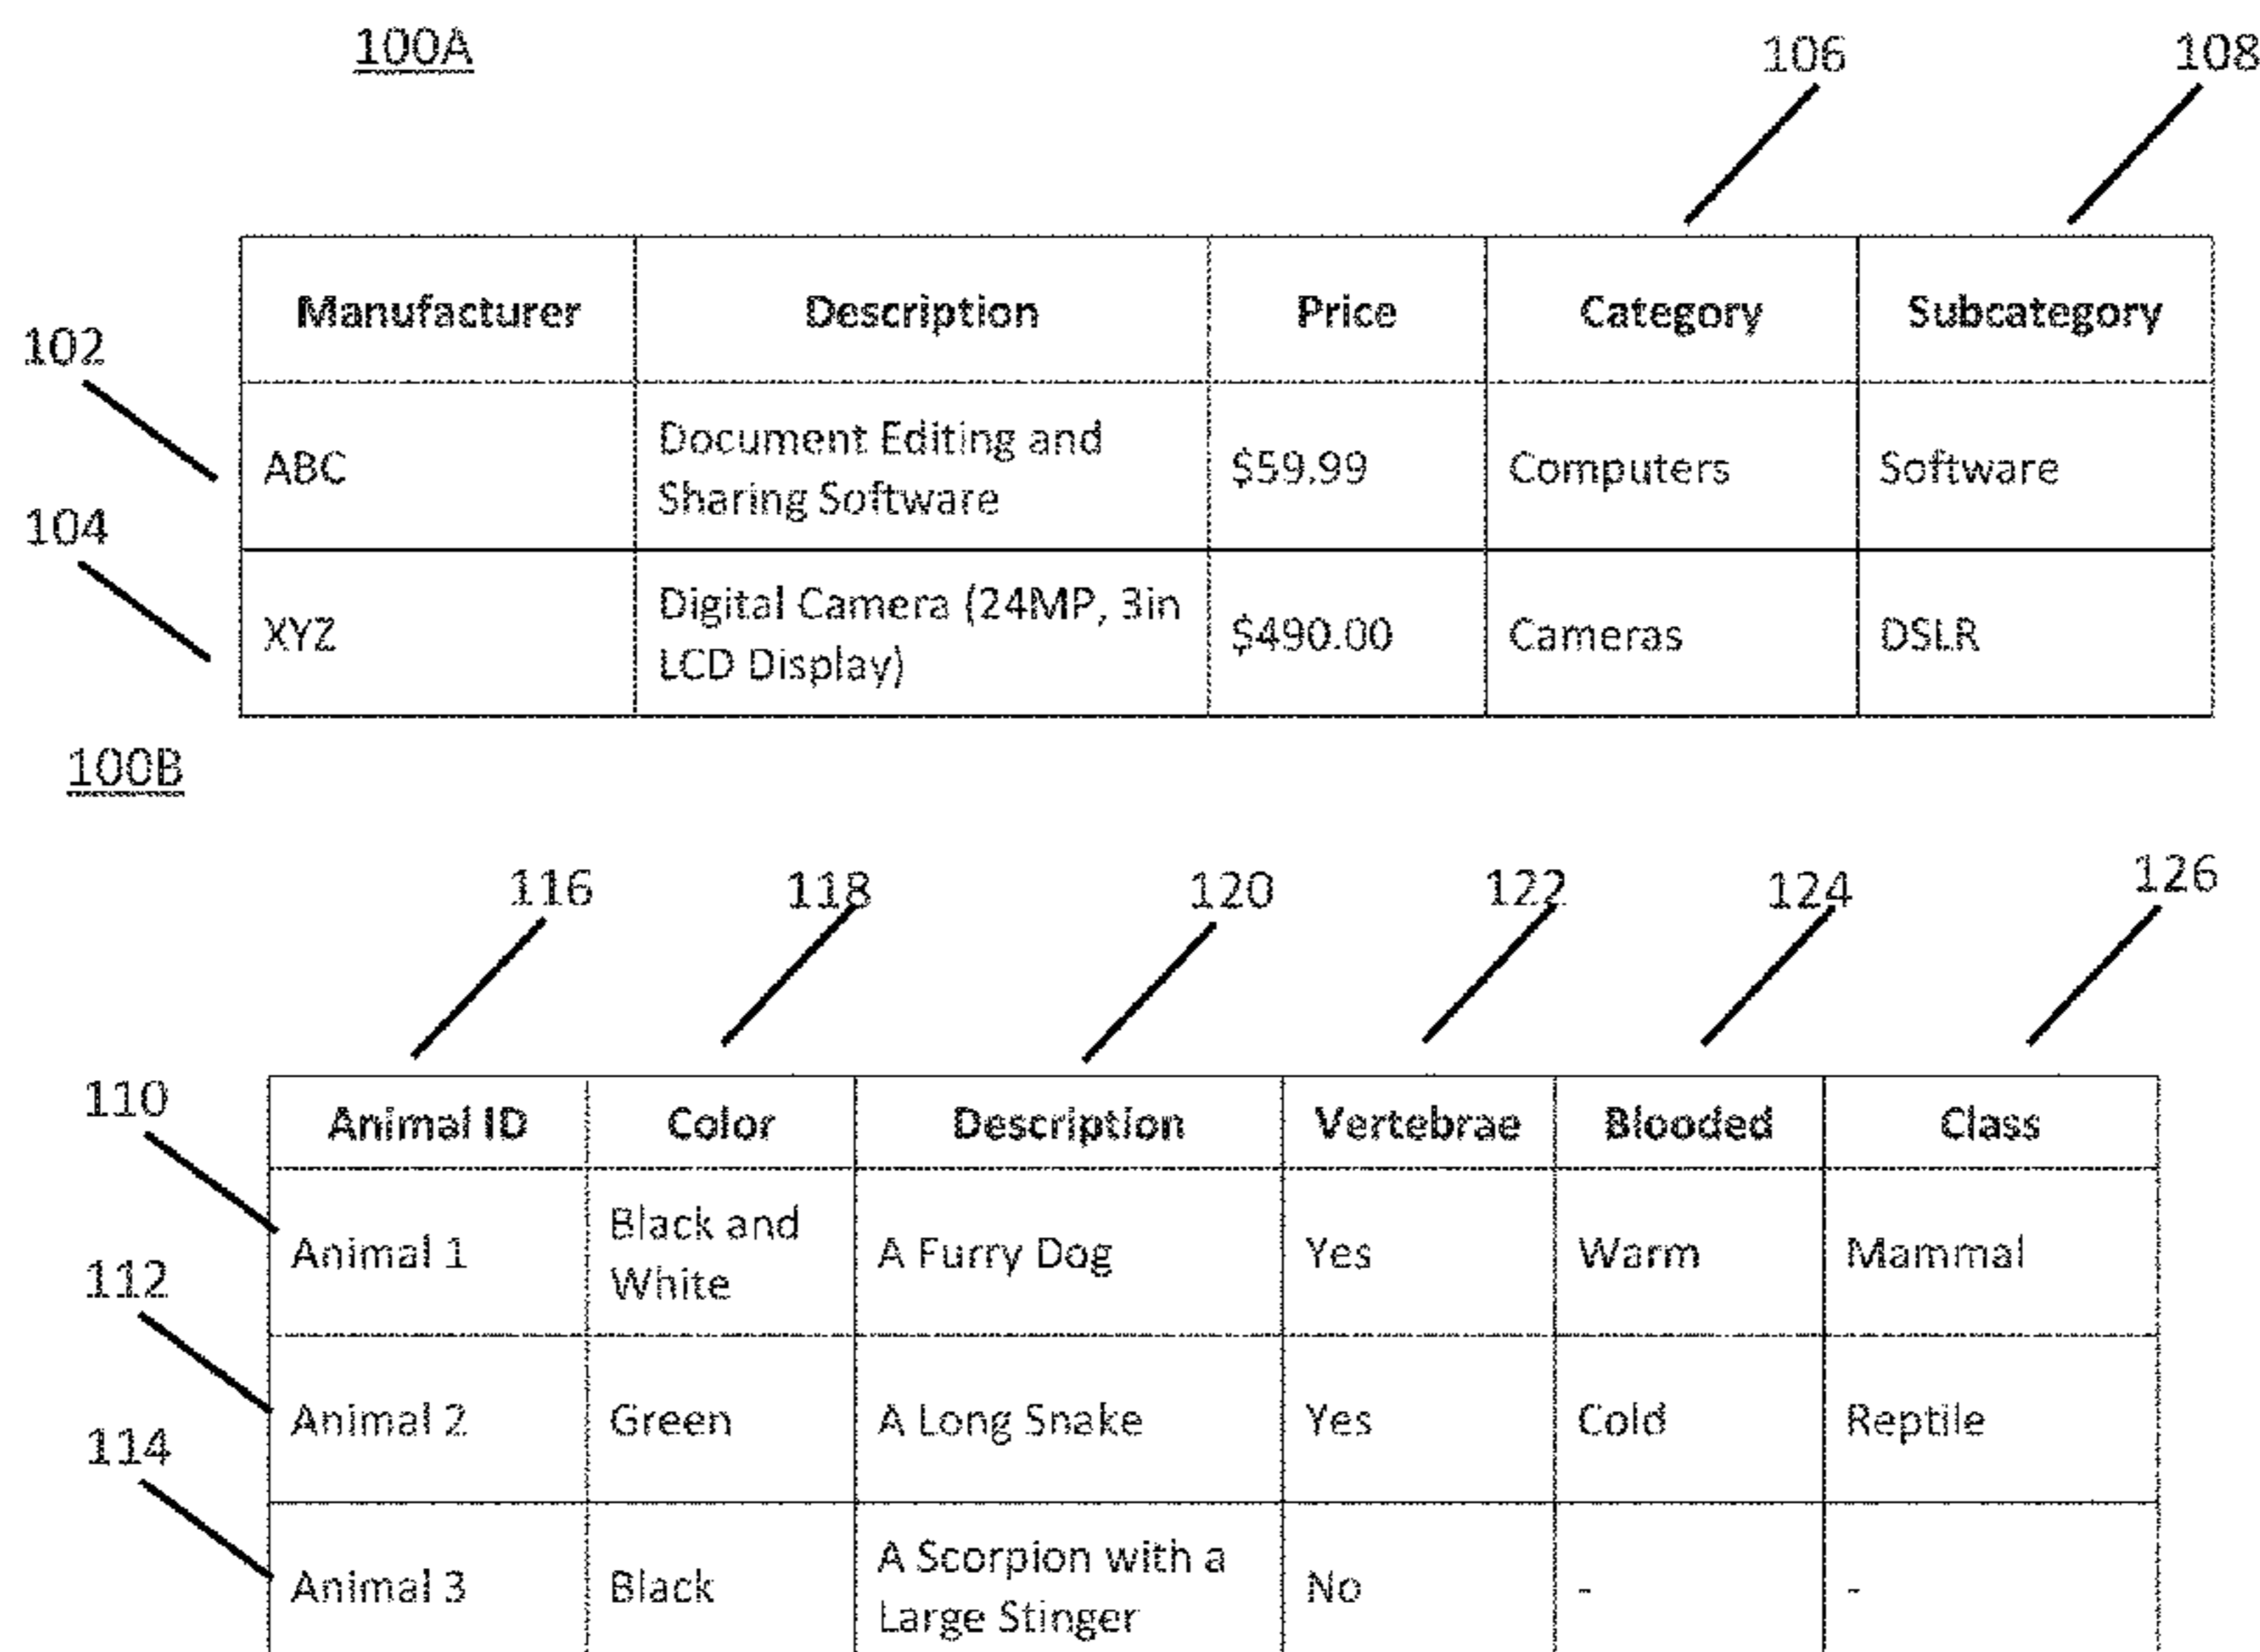 100A
106
108
Manufacturer Description Price Category Subcategory
102
ABC Document Editing and Sharing Software $59.99 Computers Software
104
XYZ Digital Camera (24MP, 3in LCD Display) $490.00 Cameras DSLR
100B
116 118 120 122 124 126
110
Animal ID Color Description Vertebrae Blooded Class
Animal 1 Black and White A Furry Dog Yes Warm Mammal
112
Animal 2 Green A Long Snake Yes Cold Reptile
114
Animal 3 Black A Scorpion with a Large Stinger No - -